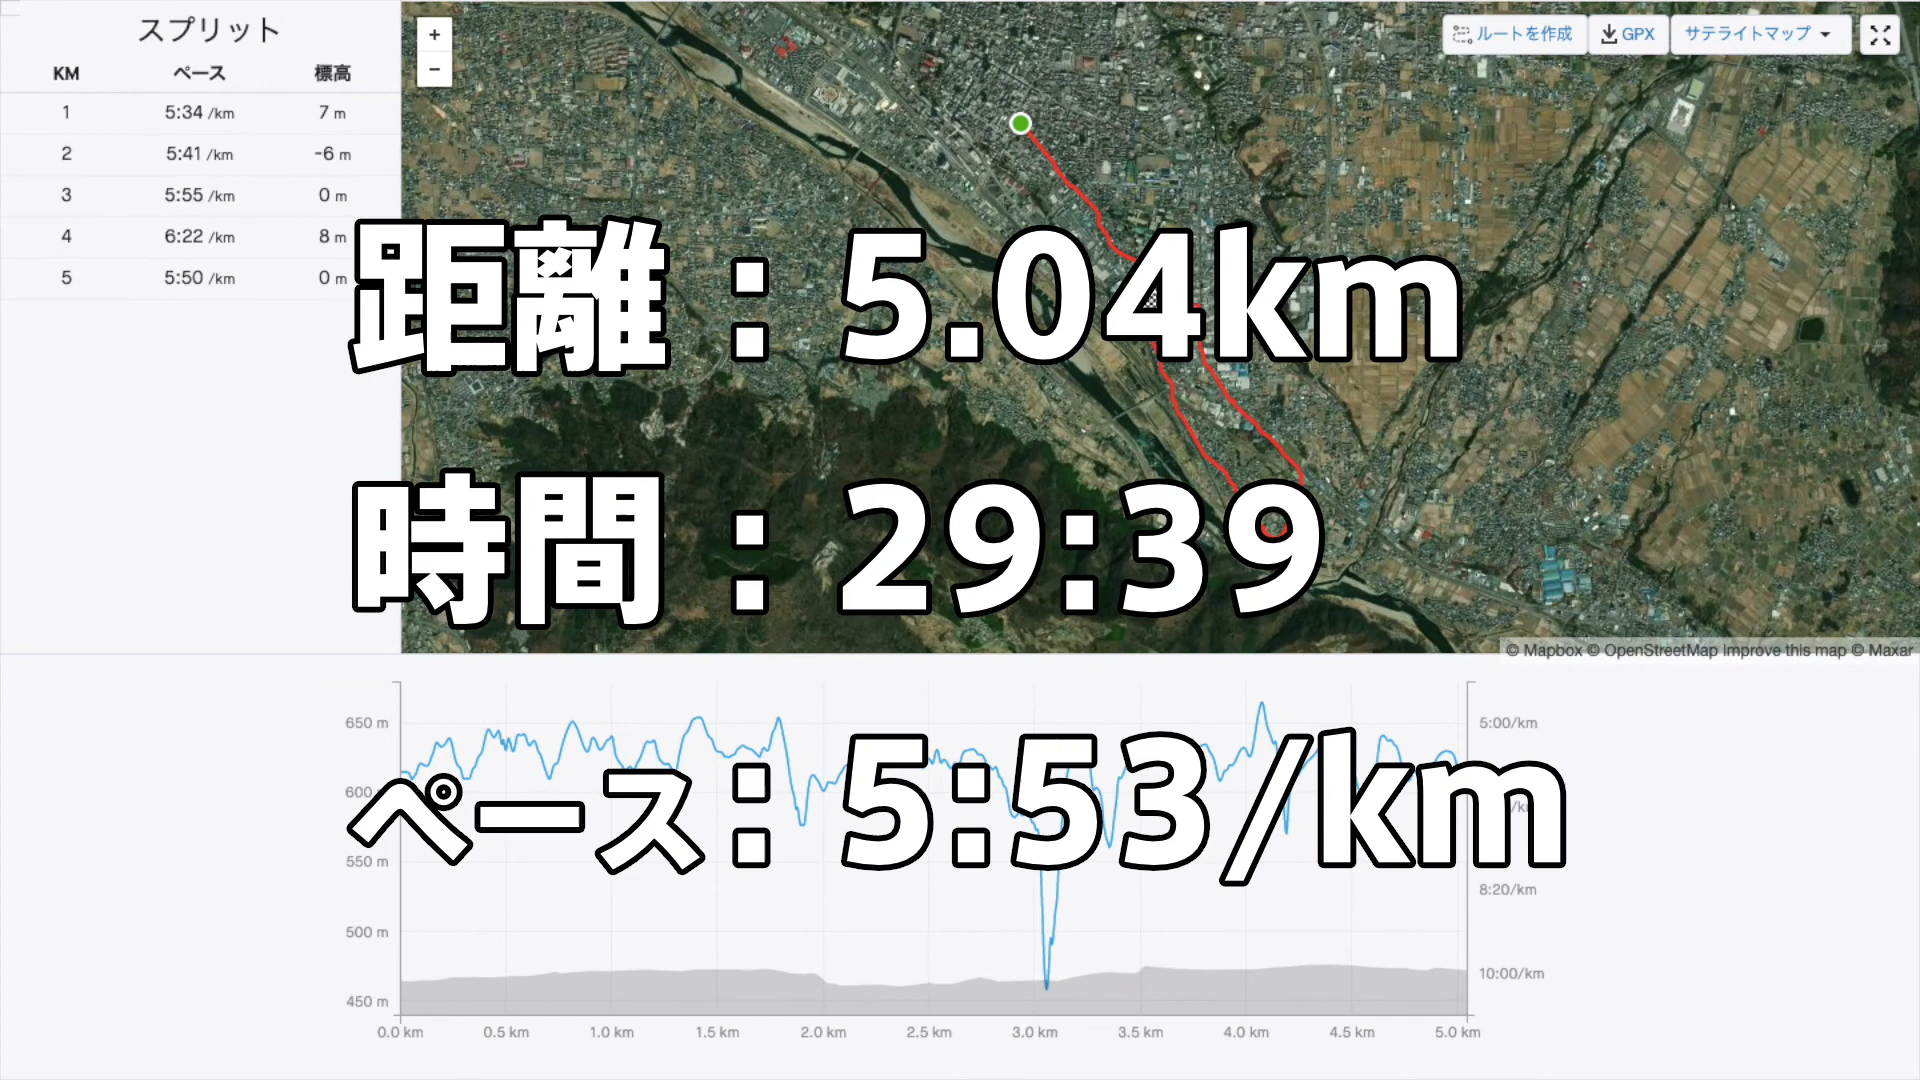 スプリット
KM ペース 標高
1 5:34 /km 7 m
2 5:41 /km -6 m
3 5:55 /km 0 m
4 6:22 /km 8 m
5 5:50 /km 0 m
+
−
ルートを作成 GPX サテライトマップ
距離：5.04km
時間：29:39
ペース：5:53/km
© Mapbox © OpenStreetMap Improve this map © Maxar
650 m
600
550 m
500 m
450 m
5:00/km
8:20/km
10:00/km
0.0 km 0.5 km 1.0 km 1.5 km 2.0 km 2.5 km 3.0 km 3.5 km 4.0 km 4.5 km 5.0 km